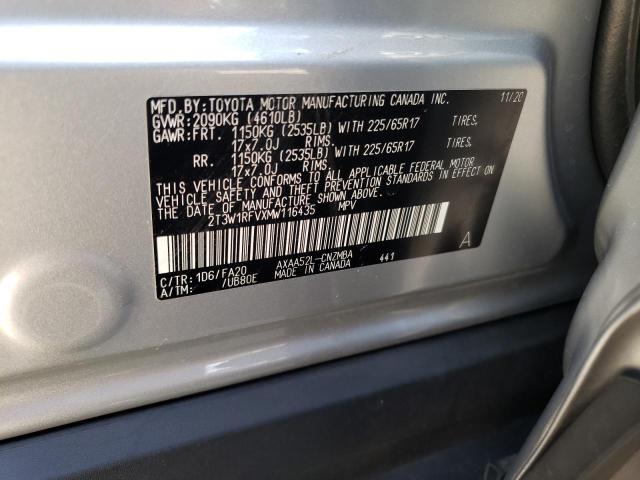 MFD. BY: TOYOTA MOTOR MANUFACTURING CANADA INC. 11/20
GVWR: 2090KG (4610LB)
GAWR: FRT. 1150KG (2535LB) WITH 225/65R17 TIRES,
17x7.0J RIMS.
RR. 1150KG (2535LB) WITH 225/65R17 TIRES,
17x7.0J RIMS.
THIS VEHICLE CONFORMS TO ALL APPLICABLE FEDERAL MOTOR
VEHICLE SAFETY AND THEFT PREVENTION STANDARDS IN EFFECT
ON THE DATE OF MANUFACTURE SHOWN ABOVE.
2T3W1RFVXMW116435 MPV
A
C/TR: 1D6/FA20 AXAA52L-CNZMBA 441
A/TM: /UB80E MADE IN CANADA